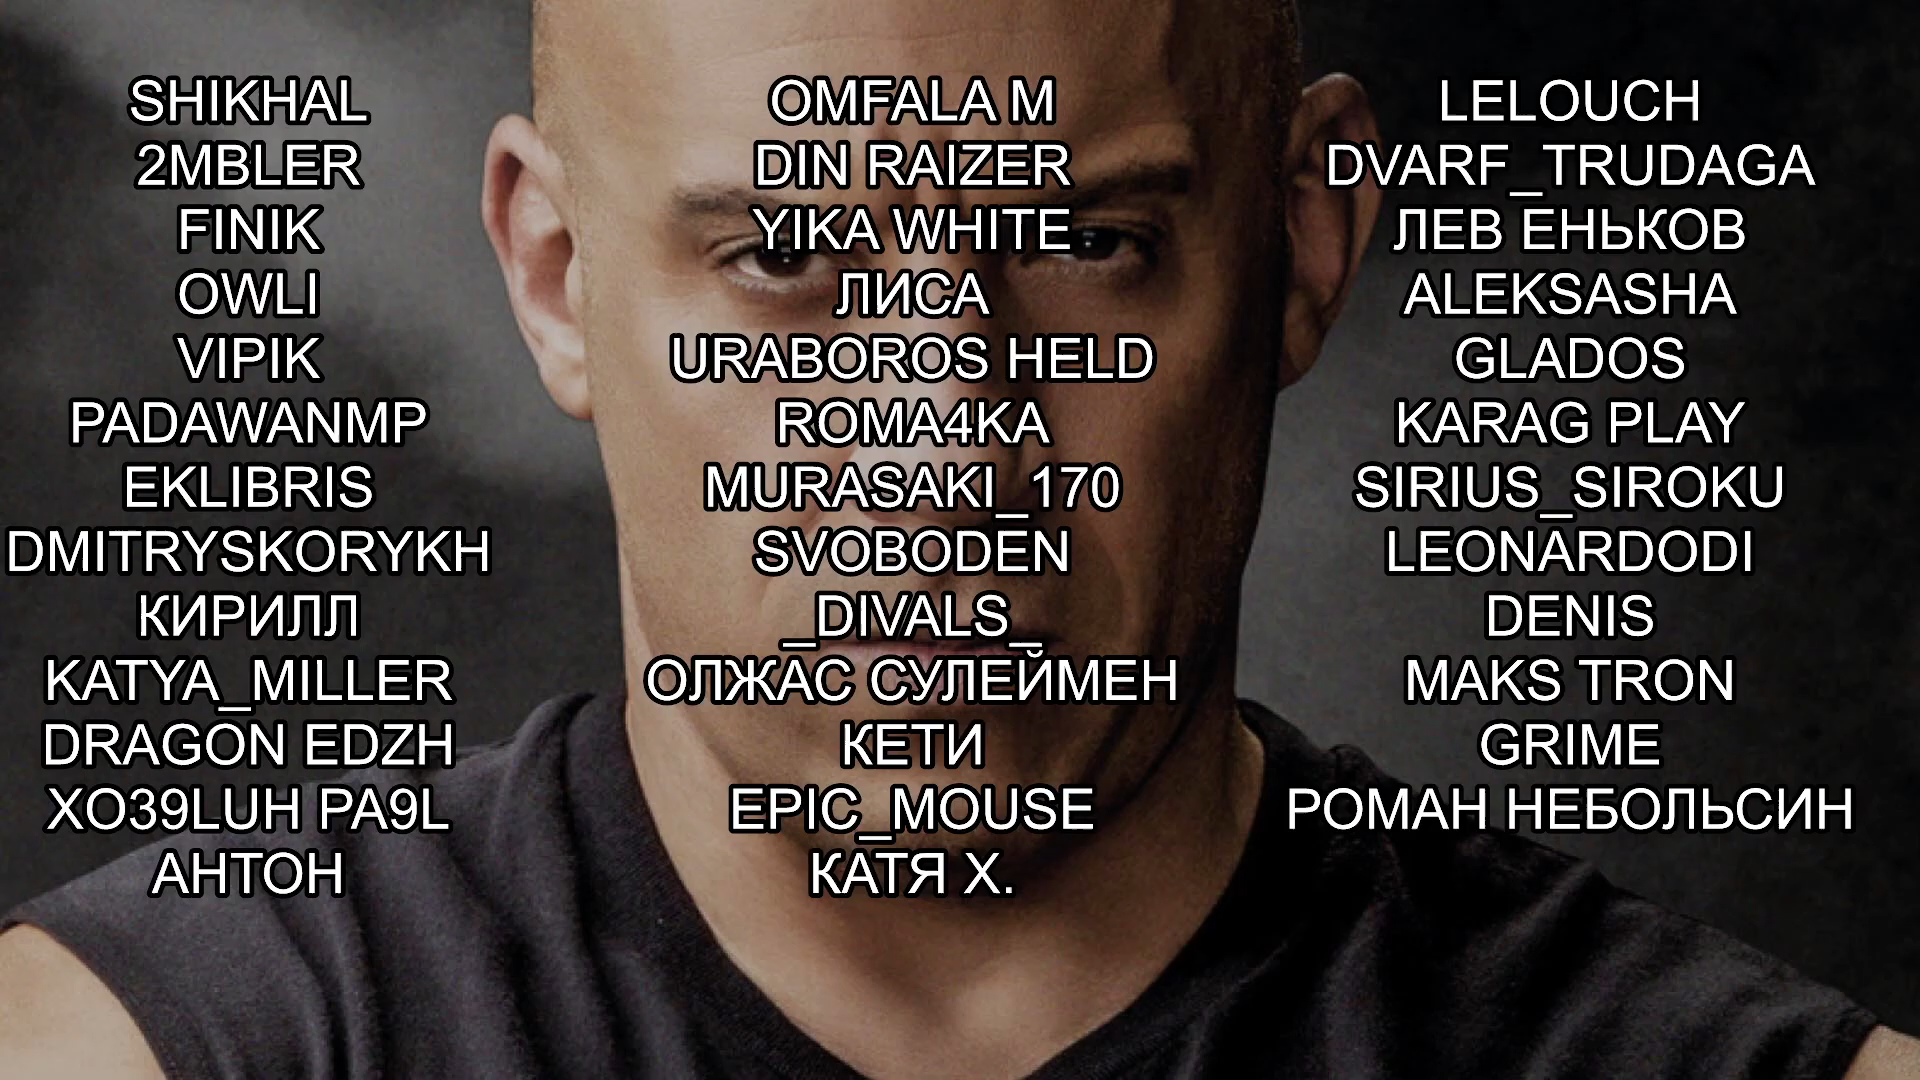 SHIKHAL
2MBLER
FINIK
OWLI
VIPIK
PADAWANMP
EKLIBRIS
DMITRYSKORYKH
КИРИЛЛ
KATYA_MILLER
DRAGON EDZH
XO39LUH PA9L
АНТОН
OMFALA M
DIN RAIZER
YIKA WHITE
ЛИСА
URABOROS HELD
ROMA4KA
MURASAKI_170
SVOBODEN
_DIVALS_
ОЛЖАС СУЛЕЙМЕН
КЕТИ
EPIC_MOUSE
КАТЯ Х.
LELOUCH
DVARF_TRUDAGA
ЛЕВ ЕНЬКОВ
ALEKSASHA
GLADOS
KARAG PLAY
SIRIUS_SIROKU
LEONARDODI
DENIS
MAKS TRON
GRIME
РОМАН НЕБОЛЬСИН